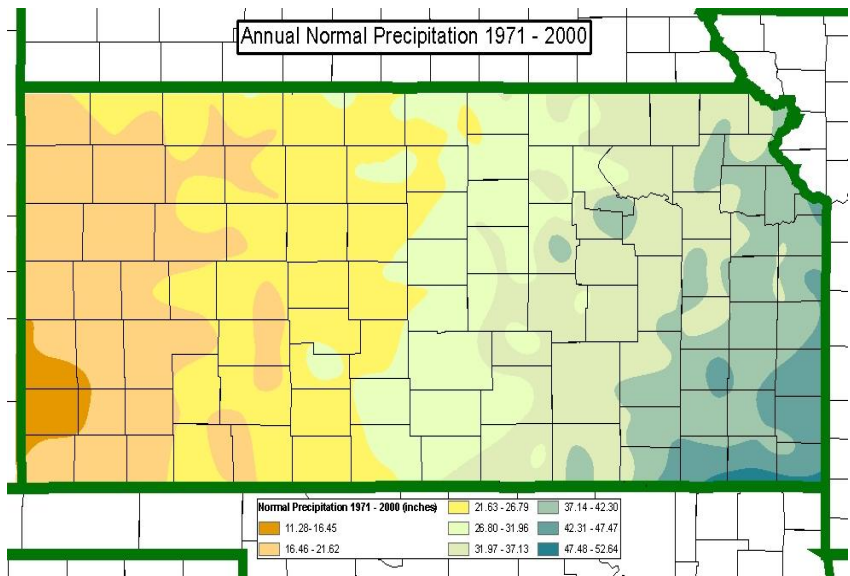 Annual Normal Precipitation 1971 - 2000
Normal Precipitation 1971 - 2000 (inches)
11.28 - 16.45
16.46 - 21.62
21.63 - 26.79
26.80 - 31.96
31.97 - 37.13
37.14 - 42.30
42.31 - 47.47
47.48 - 52.64